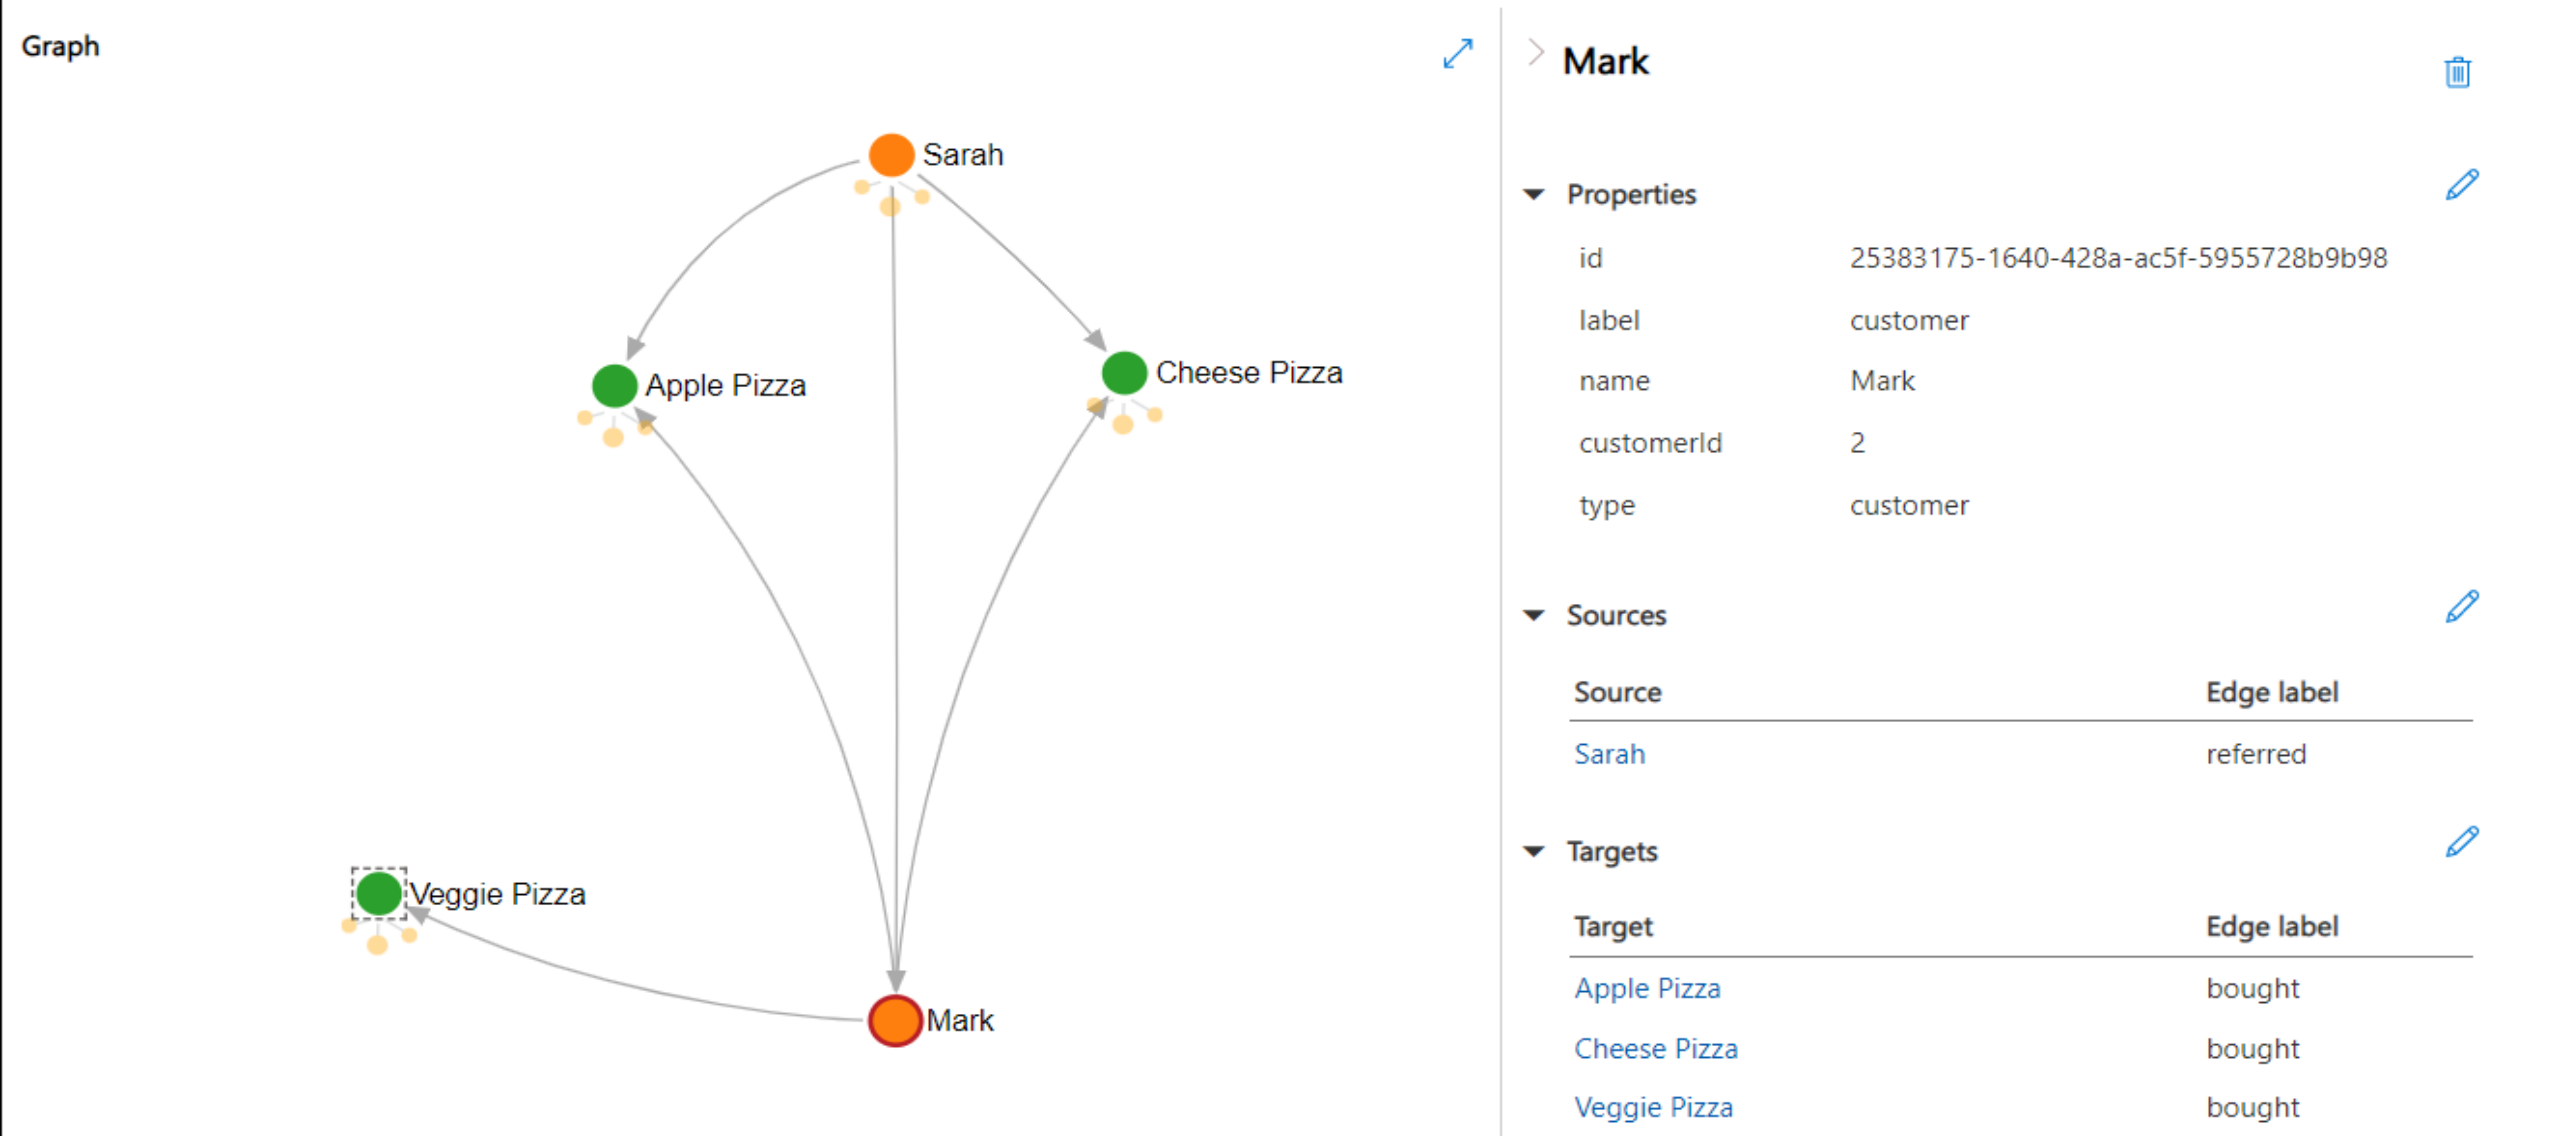 Graph
Sarah
Apple Pizza
Cheese Pizza
Veggie Pizza
Mark
Mark
Properties
id 25383175-1640-428a-ac5f-5955728b9b98
label customer
name Mark
customerId 2
type customer
Sources
Source Edge label
Sarah referred
Targets
Target Edge label
Apple Pizza bought
Cheese Pizza bought
Veggie Pizza bought